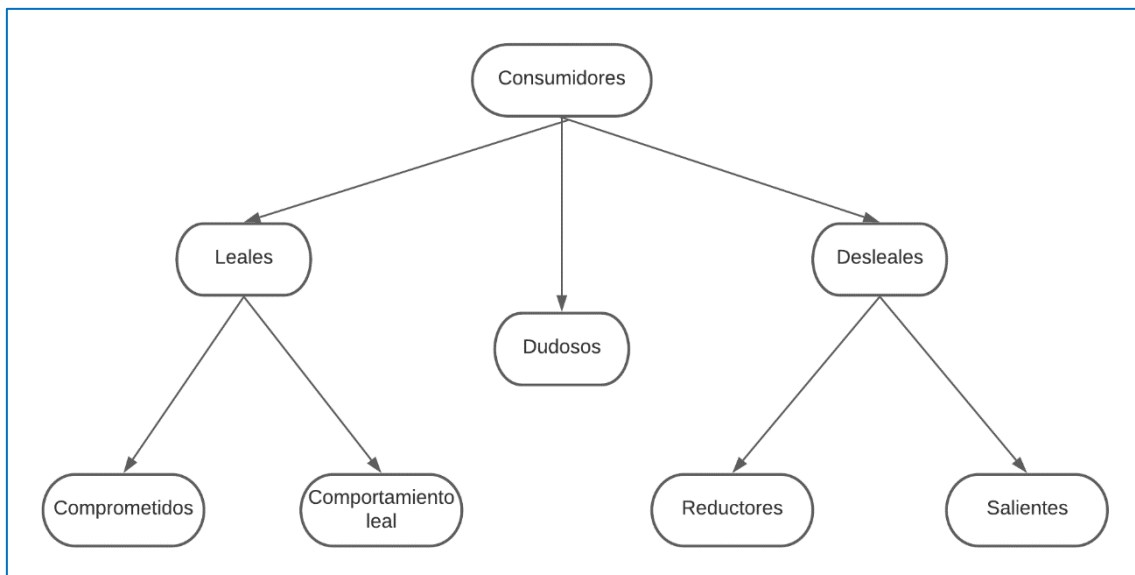 Consumidores
Leales
Desleales
Dudosos
Comprometidos
Comportamiento
leal
Reductores
Salientes